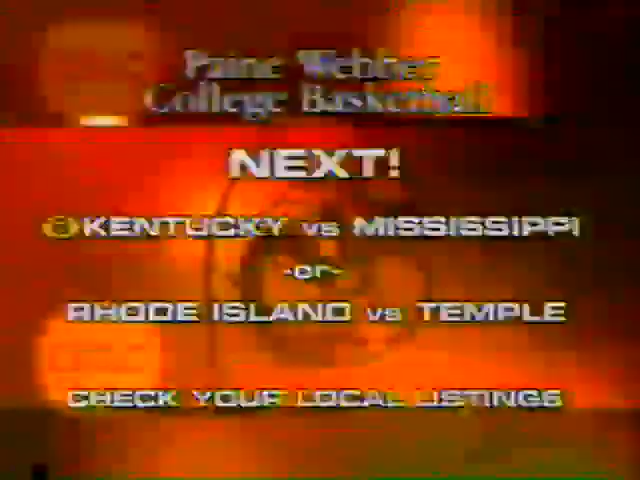 Paine Webber
College Basketball
NEXT!
KENTUCKY vs MISSISSIPPI
-or-
RHODE ISLAND vs TEMPLE
CHECK YOUR LOCAL LISTINGS